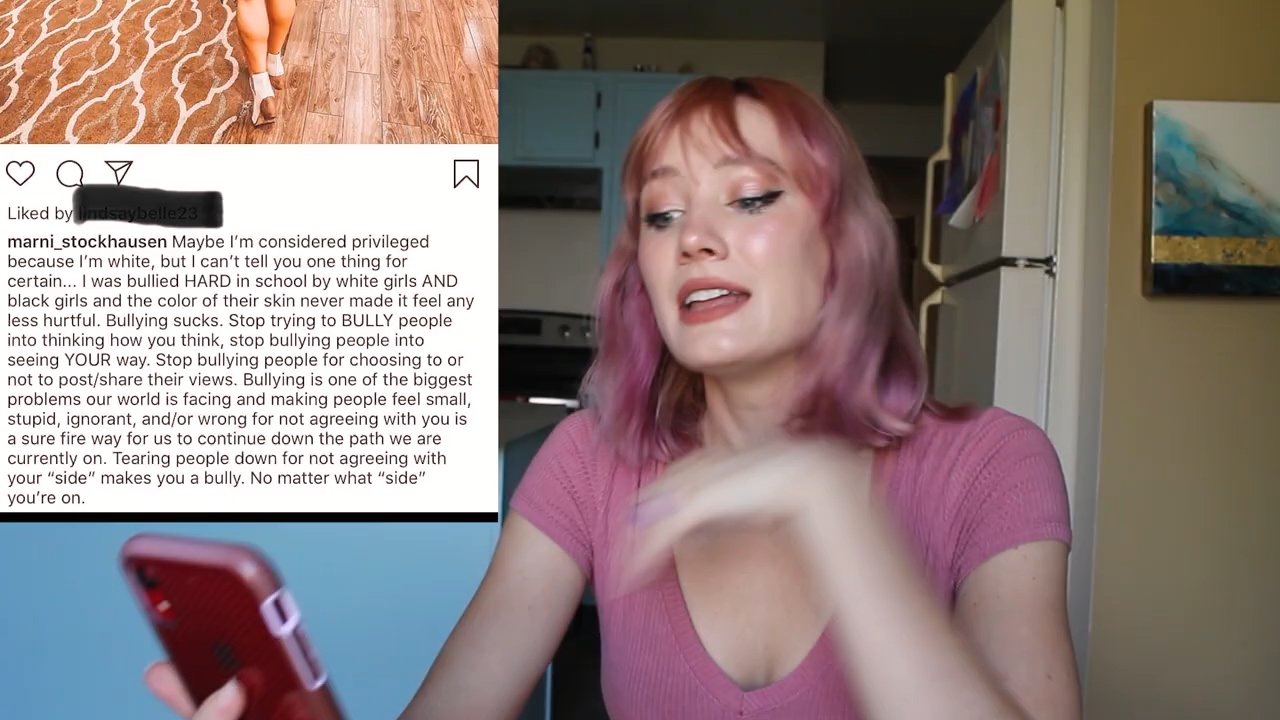 Liked by lindsaybelle23
marni_stockhausen Maybe I'm considered privileged
because I'm white, but I can't tell you one thing for
certain... I was bullied HARD in school by white girls AND
black girls and the color of their skin never made it feel any
less hurtful. Bullying sucks. Stop trying to BULLY people
into thinking how you think, stop bullying people into
seeing YOUR way. Stop bullying people for choosing to or
not to post/share their views. Bullying is one of the biggest
problems our world is facing and making people feel small,
stupid, ignorant, and/or wrong for not agreeing with you is
a sure fire way for us to continue down the path we are
currently on. Tearing people down for not agreeing with
your “side” makes you a bully. No matter what “side”
you're on.